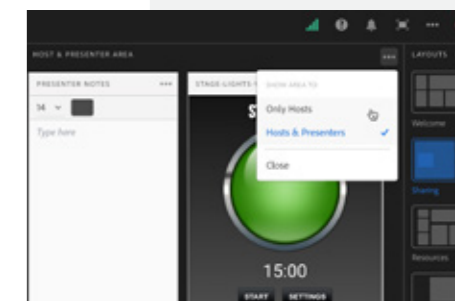 HOST & PRESENTER AREA
LAYOUTS
PRESENTER NOTES
STAGE-LIGHTS
SHOW AREA TO
14
Type here
Only Hosts
Hosts & Presenters
Close
Welcome
Sharing
Resources
15:00
START SETTINGS